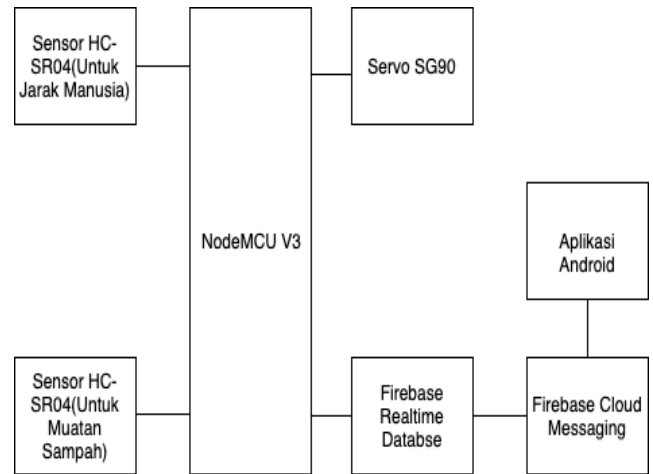 Sensor HC-
SR04(Untuk
Jarak Manusia)
Servo SG90
NodeMCU V3
Aplikasi
Android
Sensor HC-
SR04(Untuk
Muatan
Sampah)
Firebase
Realtime
Databse
Firebase Cloud
Messaging